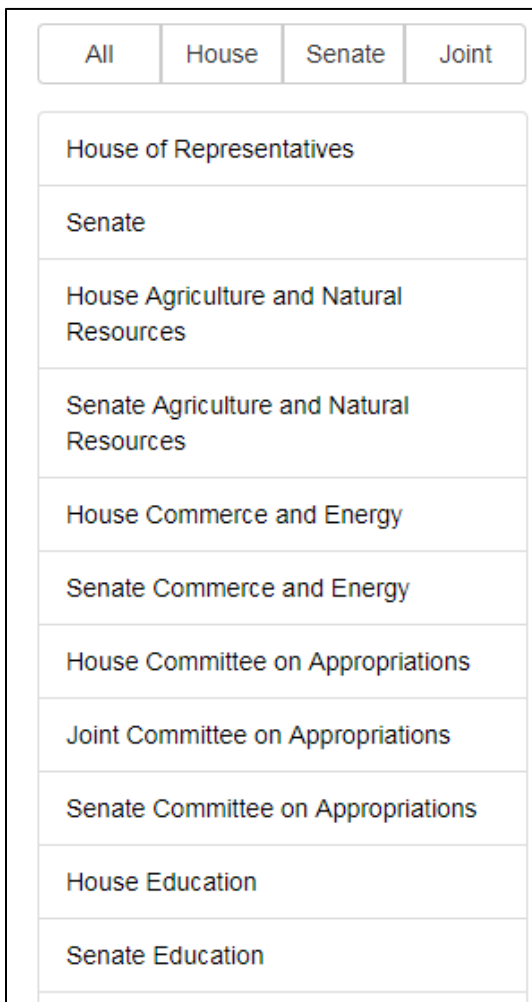 All House Senate Joint
House of Representatives
Senate
House Agriculture and Natural
Resources
Senate Agriculture and Natural
Resources
House Commerce and Energy
Senate Commerce and Energy
House Committee on Appropriations
Joint Committee on Appropriations
Senate Committee on Appropriations
House Education
Senate Education